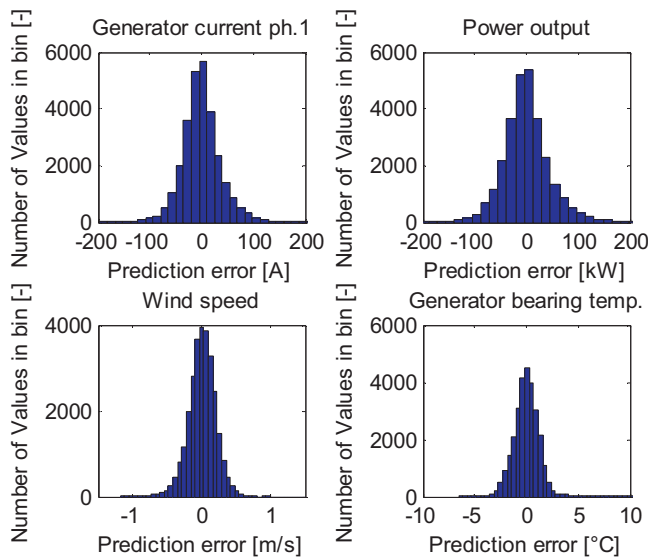 Generator current ph.1
Number of Values in bin [-]
6000
4000
2000
0
-200 -100 0 100 200
Prediction error [A]
Power output
Number of Values in bin [-]
6000
4000
2000
0
-200 -100 0 100 200
Prediction error [kW]
Wind speed
Number of Values in bin [-]
4000
2000
0
-1 0 1
Prediction error [m/s]
Generator bearing temp.
Number of Values in bin [-]
6000
4000
2000
0
-10 -5 0 5 10
Prediction error [°C]